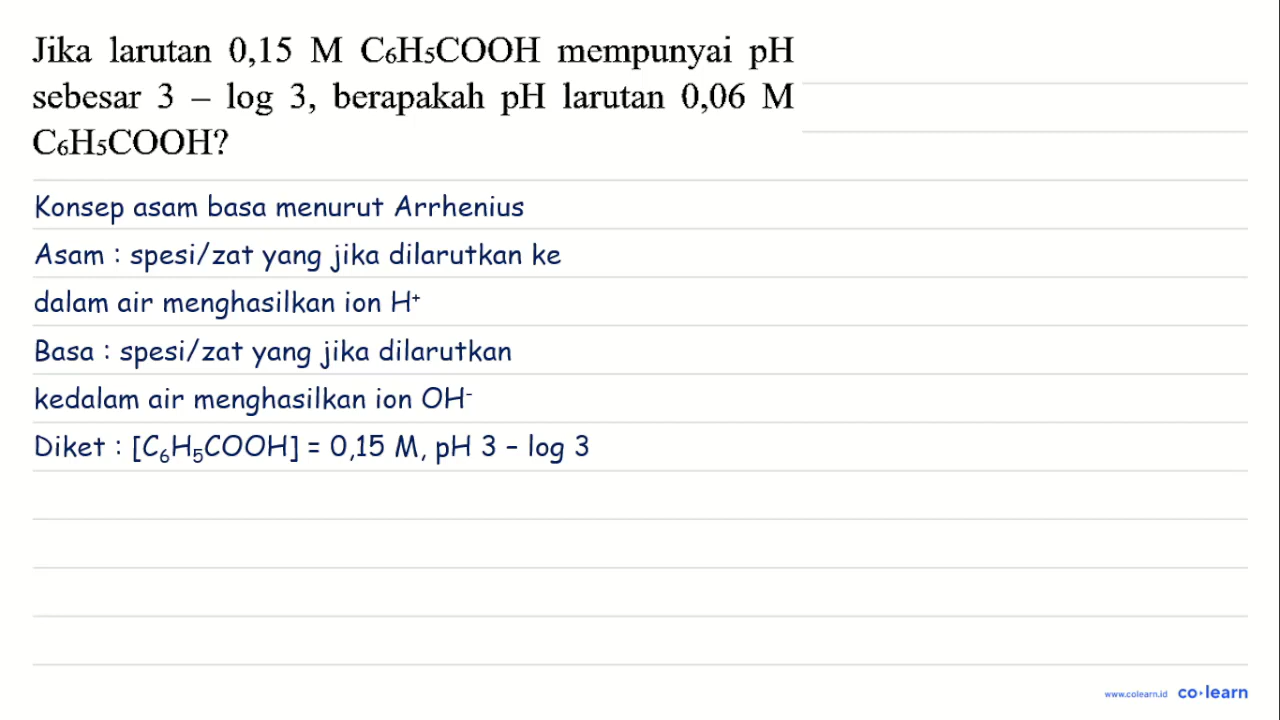 Jika larutan 0,15 M C₆H₅COOH mempunyai pH
sebesar 3 – log 3, berapakah pH larutan 0,06 M
C₆H₅COOH?
Konsep asam basa menurut Arrhenius
Asam : spesi/zat yang jika dilarutkan ke
dalam air menghasilkan ion H⁺
Basa : spesi/zat yang jika dilarutkan
kedalam air menghasilkan ion OH⁻
Diket : [C₆H₅COOH] = 0,15 M, pH 3 – log 3
www.colearn.id co·learn